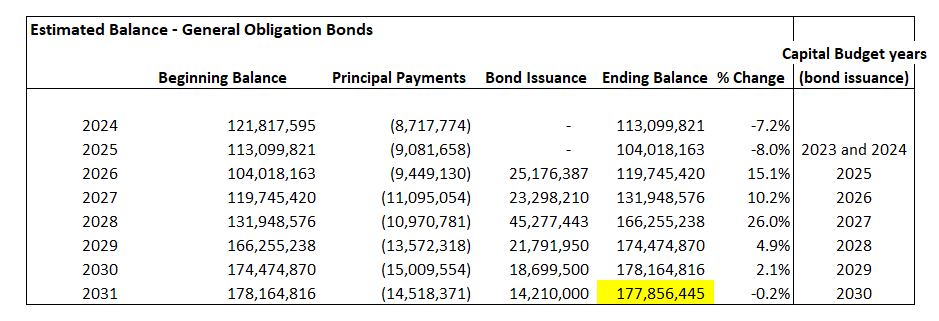 Estimated Balance - General Obligation Bonds
Capital Budget years
Beginning Balance Principal Payments Bond Issuance Ending Balance % Change (bond issuance)
2024 121,817,595 (8,717,774) - 113,099,821 -7.2%
2025 113,099,821 (9,081,658) - 104,018,163 -8.0% 2023 and 2024
2026 104,018,163 (9,449,130) 25,176,387 119,745,420 15.1% 2025
2027 119,745,420 (11,095,054) 23,298,210 131,948,576 10.2% 2026
2028 131,948,576 (10,970,781) 45,277,443 166,255,238 26.0% 2027
2029 166,255,238 (13,572,318) 21,791,950 174,474,870 4.9% 2028
2030 174,474,870 (15,009,554) 18,699,500 178,164,816 2.1% 2029
2031 178,164,816 (14,518,371) 14,210,000 177,856,445 -0.2% 2030